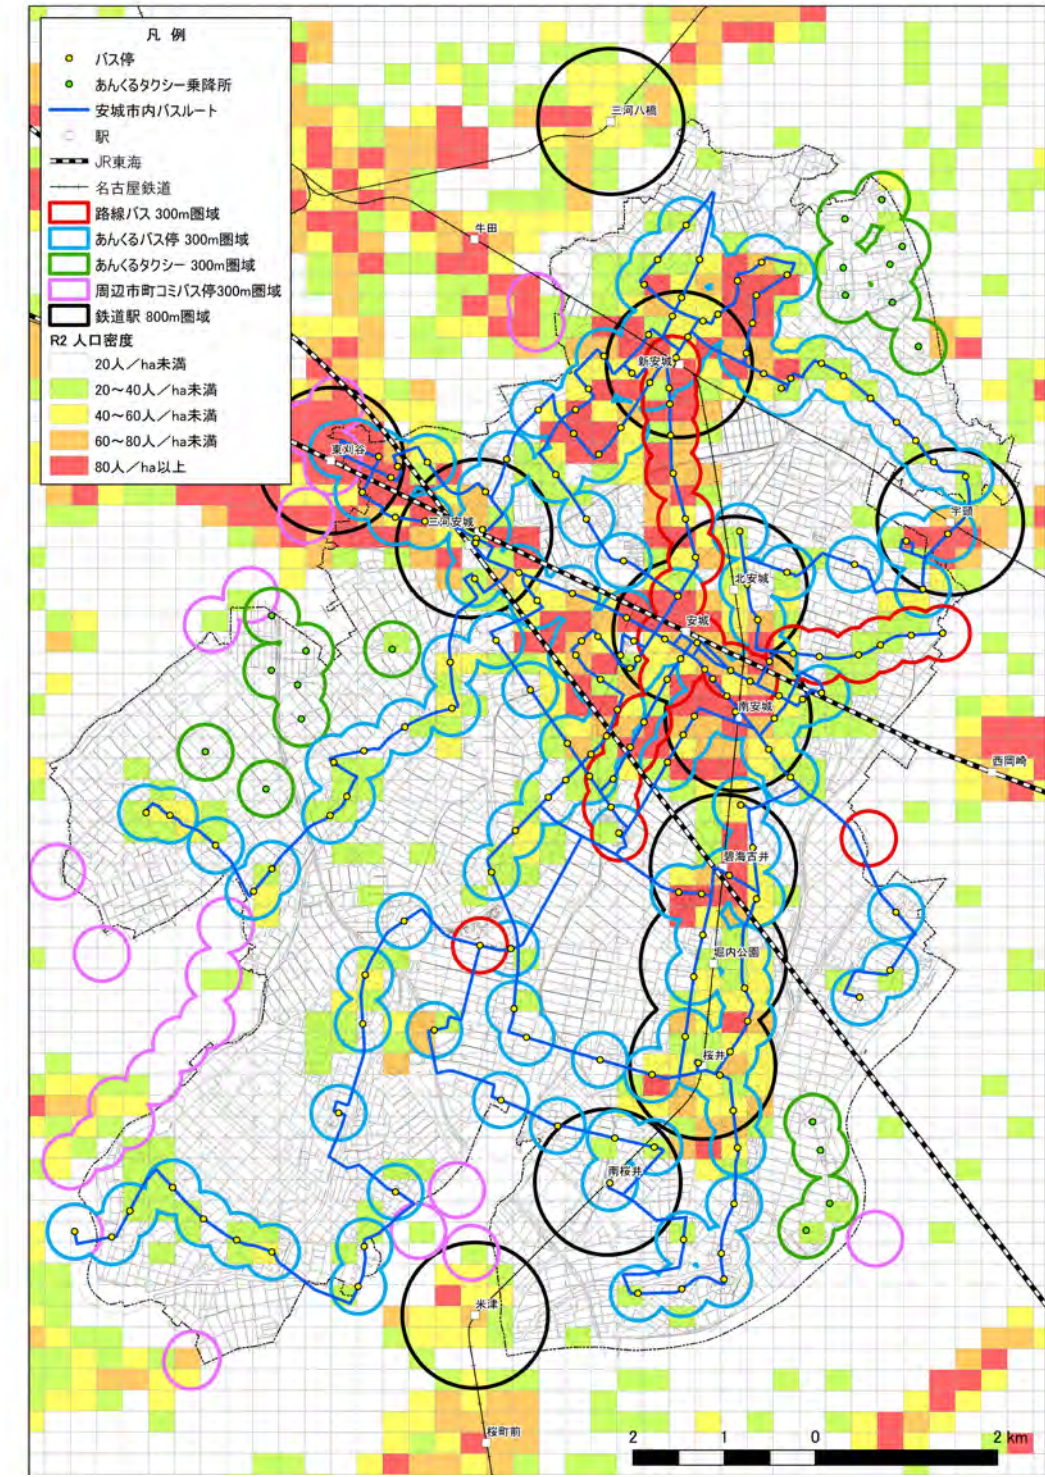 凡 例
バス停
あんくるタクシー乗降所
安城市内バスルート
駅
JR東海
名古屋鉄道
路線バス 300m圏域
あんくるバス停 300m圏域
あんくるタクシー 300m圏域
周辺市町コミバス停300m圏域
鉄道駅 800m圏域
R2 人口密度
20人/ha未満
20～40人/ha未満
40～60人/ha未満
60～80人/ha未満
80人/ha以上
三河八橋
牛田
新安城
東刈谷
三河安城
宇頭
北安城
安城
南安城
西岡崎
碧海古井
堀内公園
桜井
南桜井
米津
桜町前
2 1 0 2 km